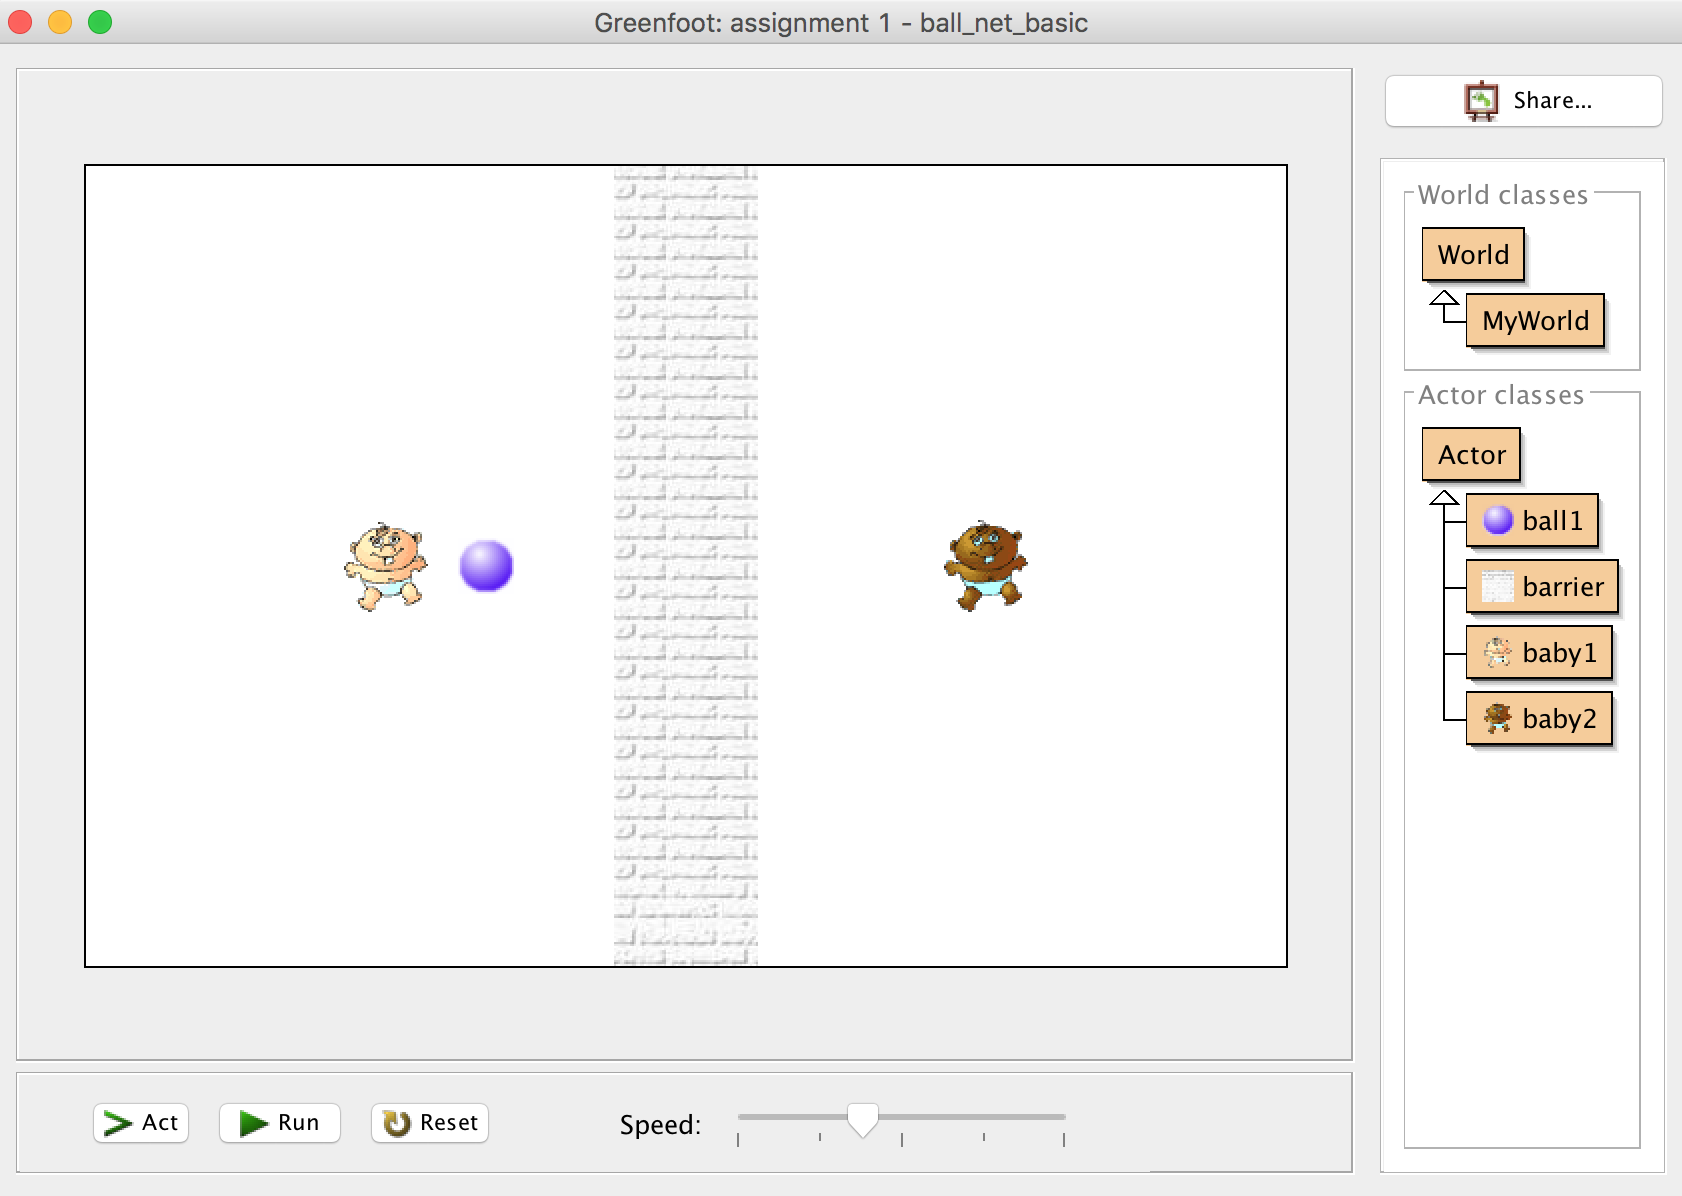 Greenfoot: assignment 1 - ball_net_basic
Share...
World classes
World
MyWorld
Actor classes
Actor
ball1
barrier
baby1
baby2
Act
Run
Reset
Speed: